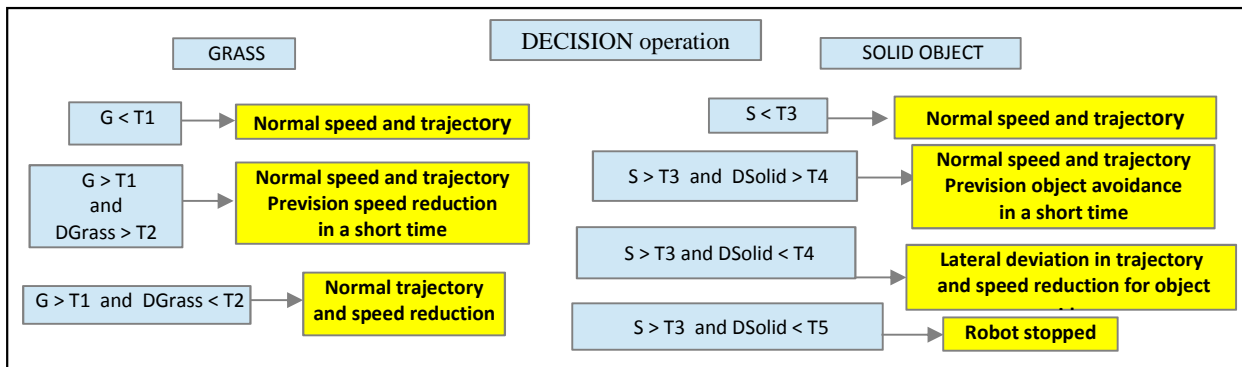 DECISION operation
GRASS
G < T1
Normal speed and trajectory
G > T1
and
DGrass > T2
Normal speed and trajectory
Prevision speed reduction
in a short time
G > T1 and DGrass < T2
Normal trajectory
and speed reduction
SOLID OBJECT
S < T3
Normal speed and trajectory
S > T3 and DSolid > T4
Normal speed and trajectory
Prevision object avoidance
in a short time
S > T3 and DSolid < T4
Lateral deviation in trajectory
and speed reduction for object
S > T3 and DSolid < T5
Robot stopped